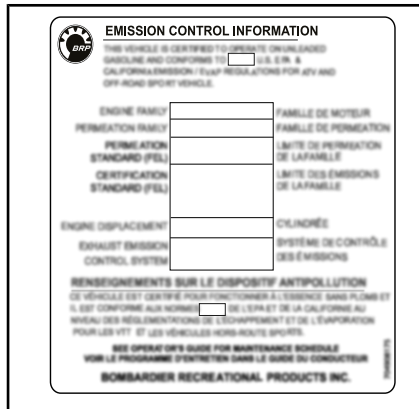 BRP
EMISSION CONTROL INFORMATION
THIS VEHICLE IS CERTIFIED TO OPERATE ON UNLEADED
GASOLINE AND CONFORMS TO U.S. EPA &
CALIFORNIA EMISSION / EVAP REGULATIONS FOR ATV AND
OFF-ROAD SPORT VEHICLE.
ENGINE FAMILY FAMILLE DE MOTEUR
PERMEATION FAMILY FAMILLE DE PERMEATION
PERMEATION LIMITE DE PERMEATION
STANDARD (FEL) DE LA FAMILLE
CERTIFICATION LIMITE DES ÉMISSIONS
STANDARD (FEL) DE LA FAMILLE
ENGINE DISPLACEMENT CYLINDRÉE
EXHAUST EMISSION SYSTÈME DE CONTRÔLE
CONTROL SYSTEM DES ÉMISSIONS
RENSEIGNEMENTS SUR LE DISPOSITIF ANTIPOLLUTION
CE VÉHICULE EST CERTIFIÉ POUR FONCTIONNER À L'ESSENCE SANS PLOMB ET
IL EST CONFORME AUX NORMES DE L'EPA ET DE LA CALIFORNIE AU
NIVEAU DES RÉGLEMENTATIONS DE L'ÉCHAPPEMENT ET DE L'ÉVAPORATION
POUR LES VTT ET LES VÉHICULES HORS-ROUTE SPORTS.
SEE OPERATOR'S GUIDE FOR MAINTENANCE SCHEDULE
VOIR LE PROGRAMME D'ENTRETIEN DANS LE GUIDE DU CONDUCTEUR
BOMBARDIER RECREATIONAL PRODUCTS INC.